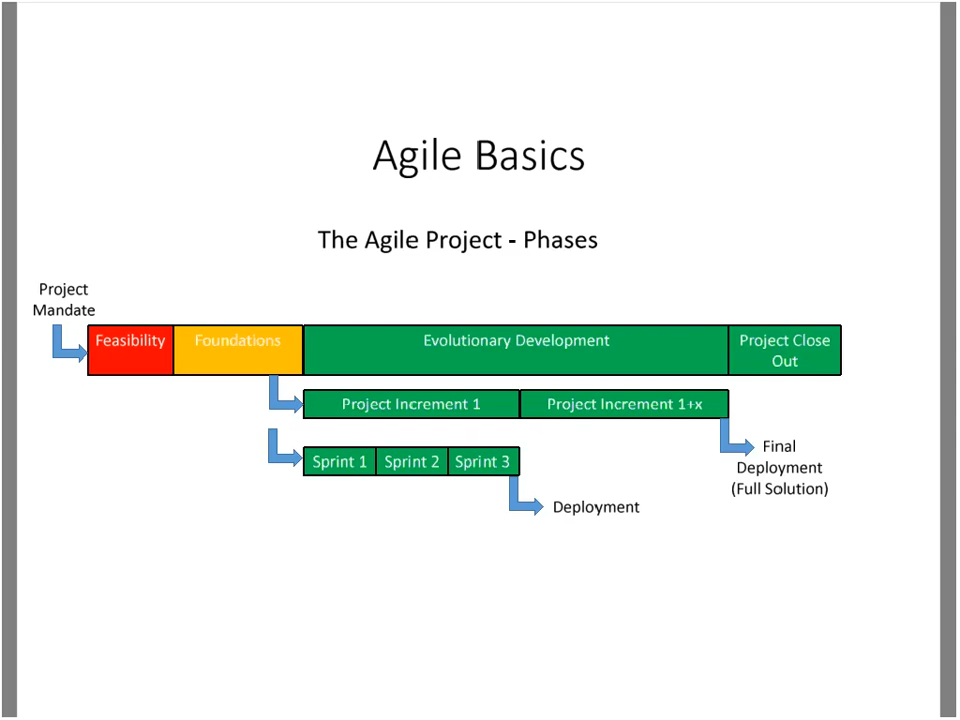 Agile Basics
The Agile Project - Phases
Project
Mandate
Feasibility
Foundations
Evolutionary Development
Project Close
Out
Project Increment 1
Project Increment 1+x
Sprint 1
Sprint 2
Sprint 3
Final
Deployment
(Full Solution)
Deployment